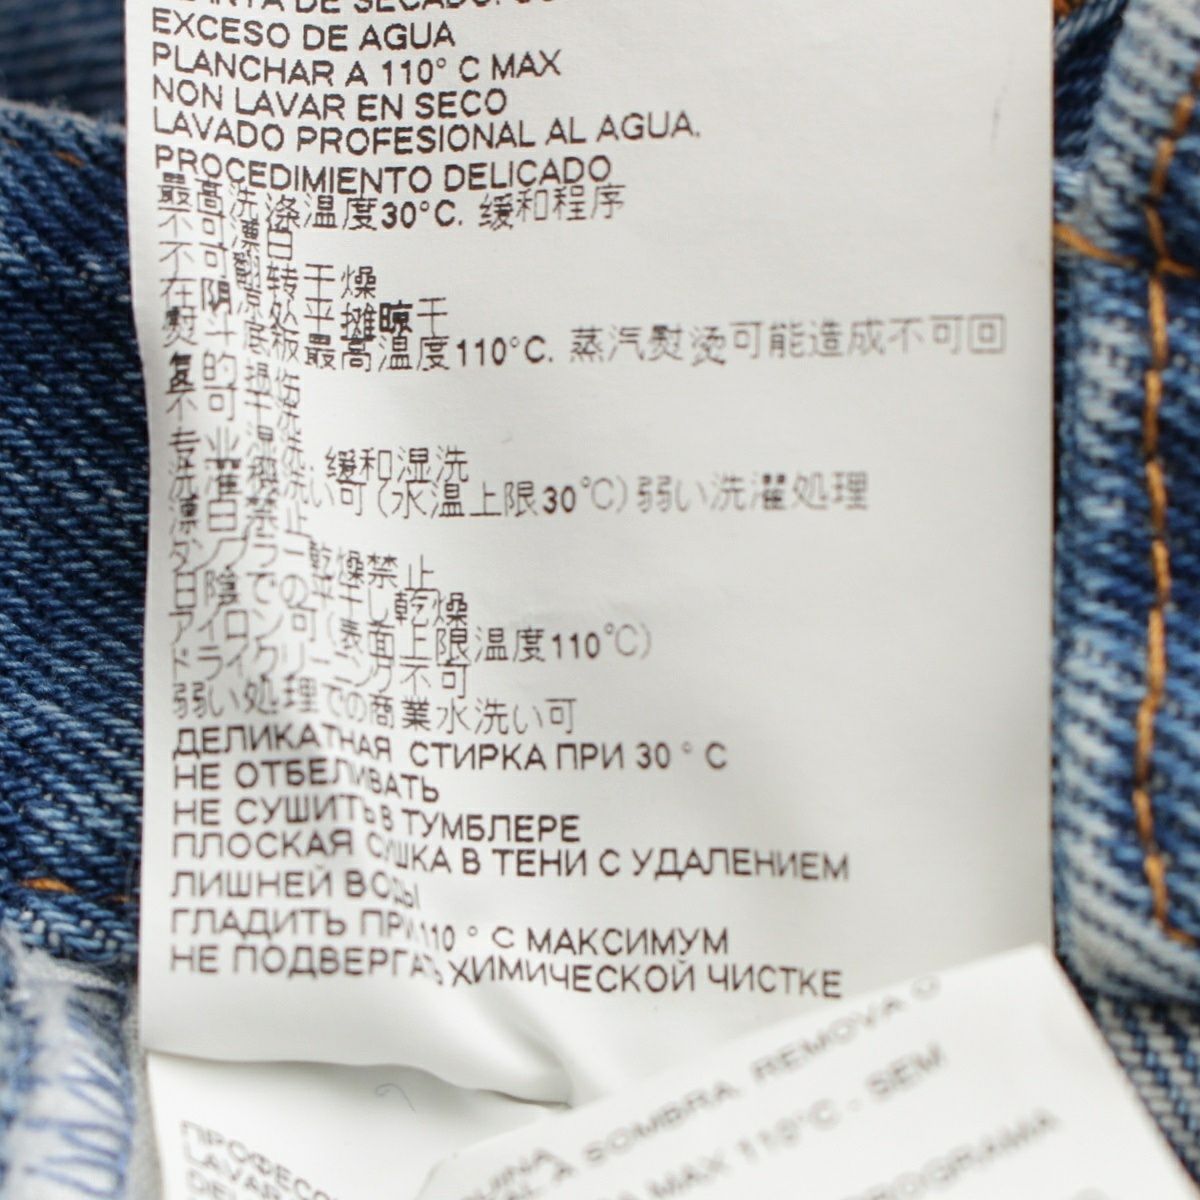 EXCESO DE AGUA
PLANCHAR A 110° C MAX
NON LAVAR EN SECO
LAVADO PROFESIONAL AL AGUA.
PROCEDIMIENTO DELICADO
最高洗涤温度30°C. 缓和程序
不可漂白
不可翻转干燥
在阴凉处平摊晾干
熨斗底板最高温度110°C. 蒸汽熨烫可能造成不可回
复的损伤
不可干洗
专业湿洗. 缓和湿洗
洗濯機洗い可(水温上限30°C)弱い洗濯処理
漂白禁止
タンブラー乾燥禁止
日陰での平干し乾燥
アイロン可(表面上限温度110°C)
ドライクリーニング不可
弱い処理での商業水洗い可
ДЕЛИКАТНАЯ СТИРКА ПРИ 30 ° C
НЕ ОТБЕЛИВАТЬ
НЕ СУШИТЬ В ТУМБЛЕРЕ
ПЛОСКАЯ СУШКА В ТЕНИ С УДАЛЕНИЕМ
ЛИШНЕЙ ВОДЫ
ГЛАДИТЬ ПРИ 110 ° C МАКСИМУМ
НЕ ПОДВЕРГАТЬ ХИМИЧЕСКОЙ ЧИСТКЕ
SOMBRA. REMOVA O
MAX 110°C - SEM